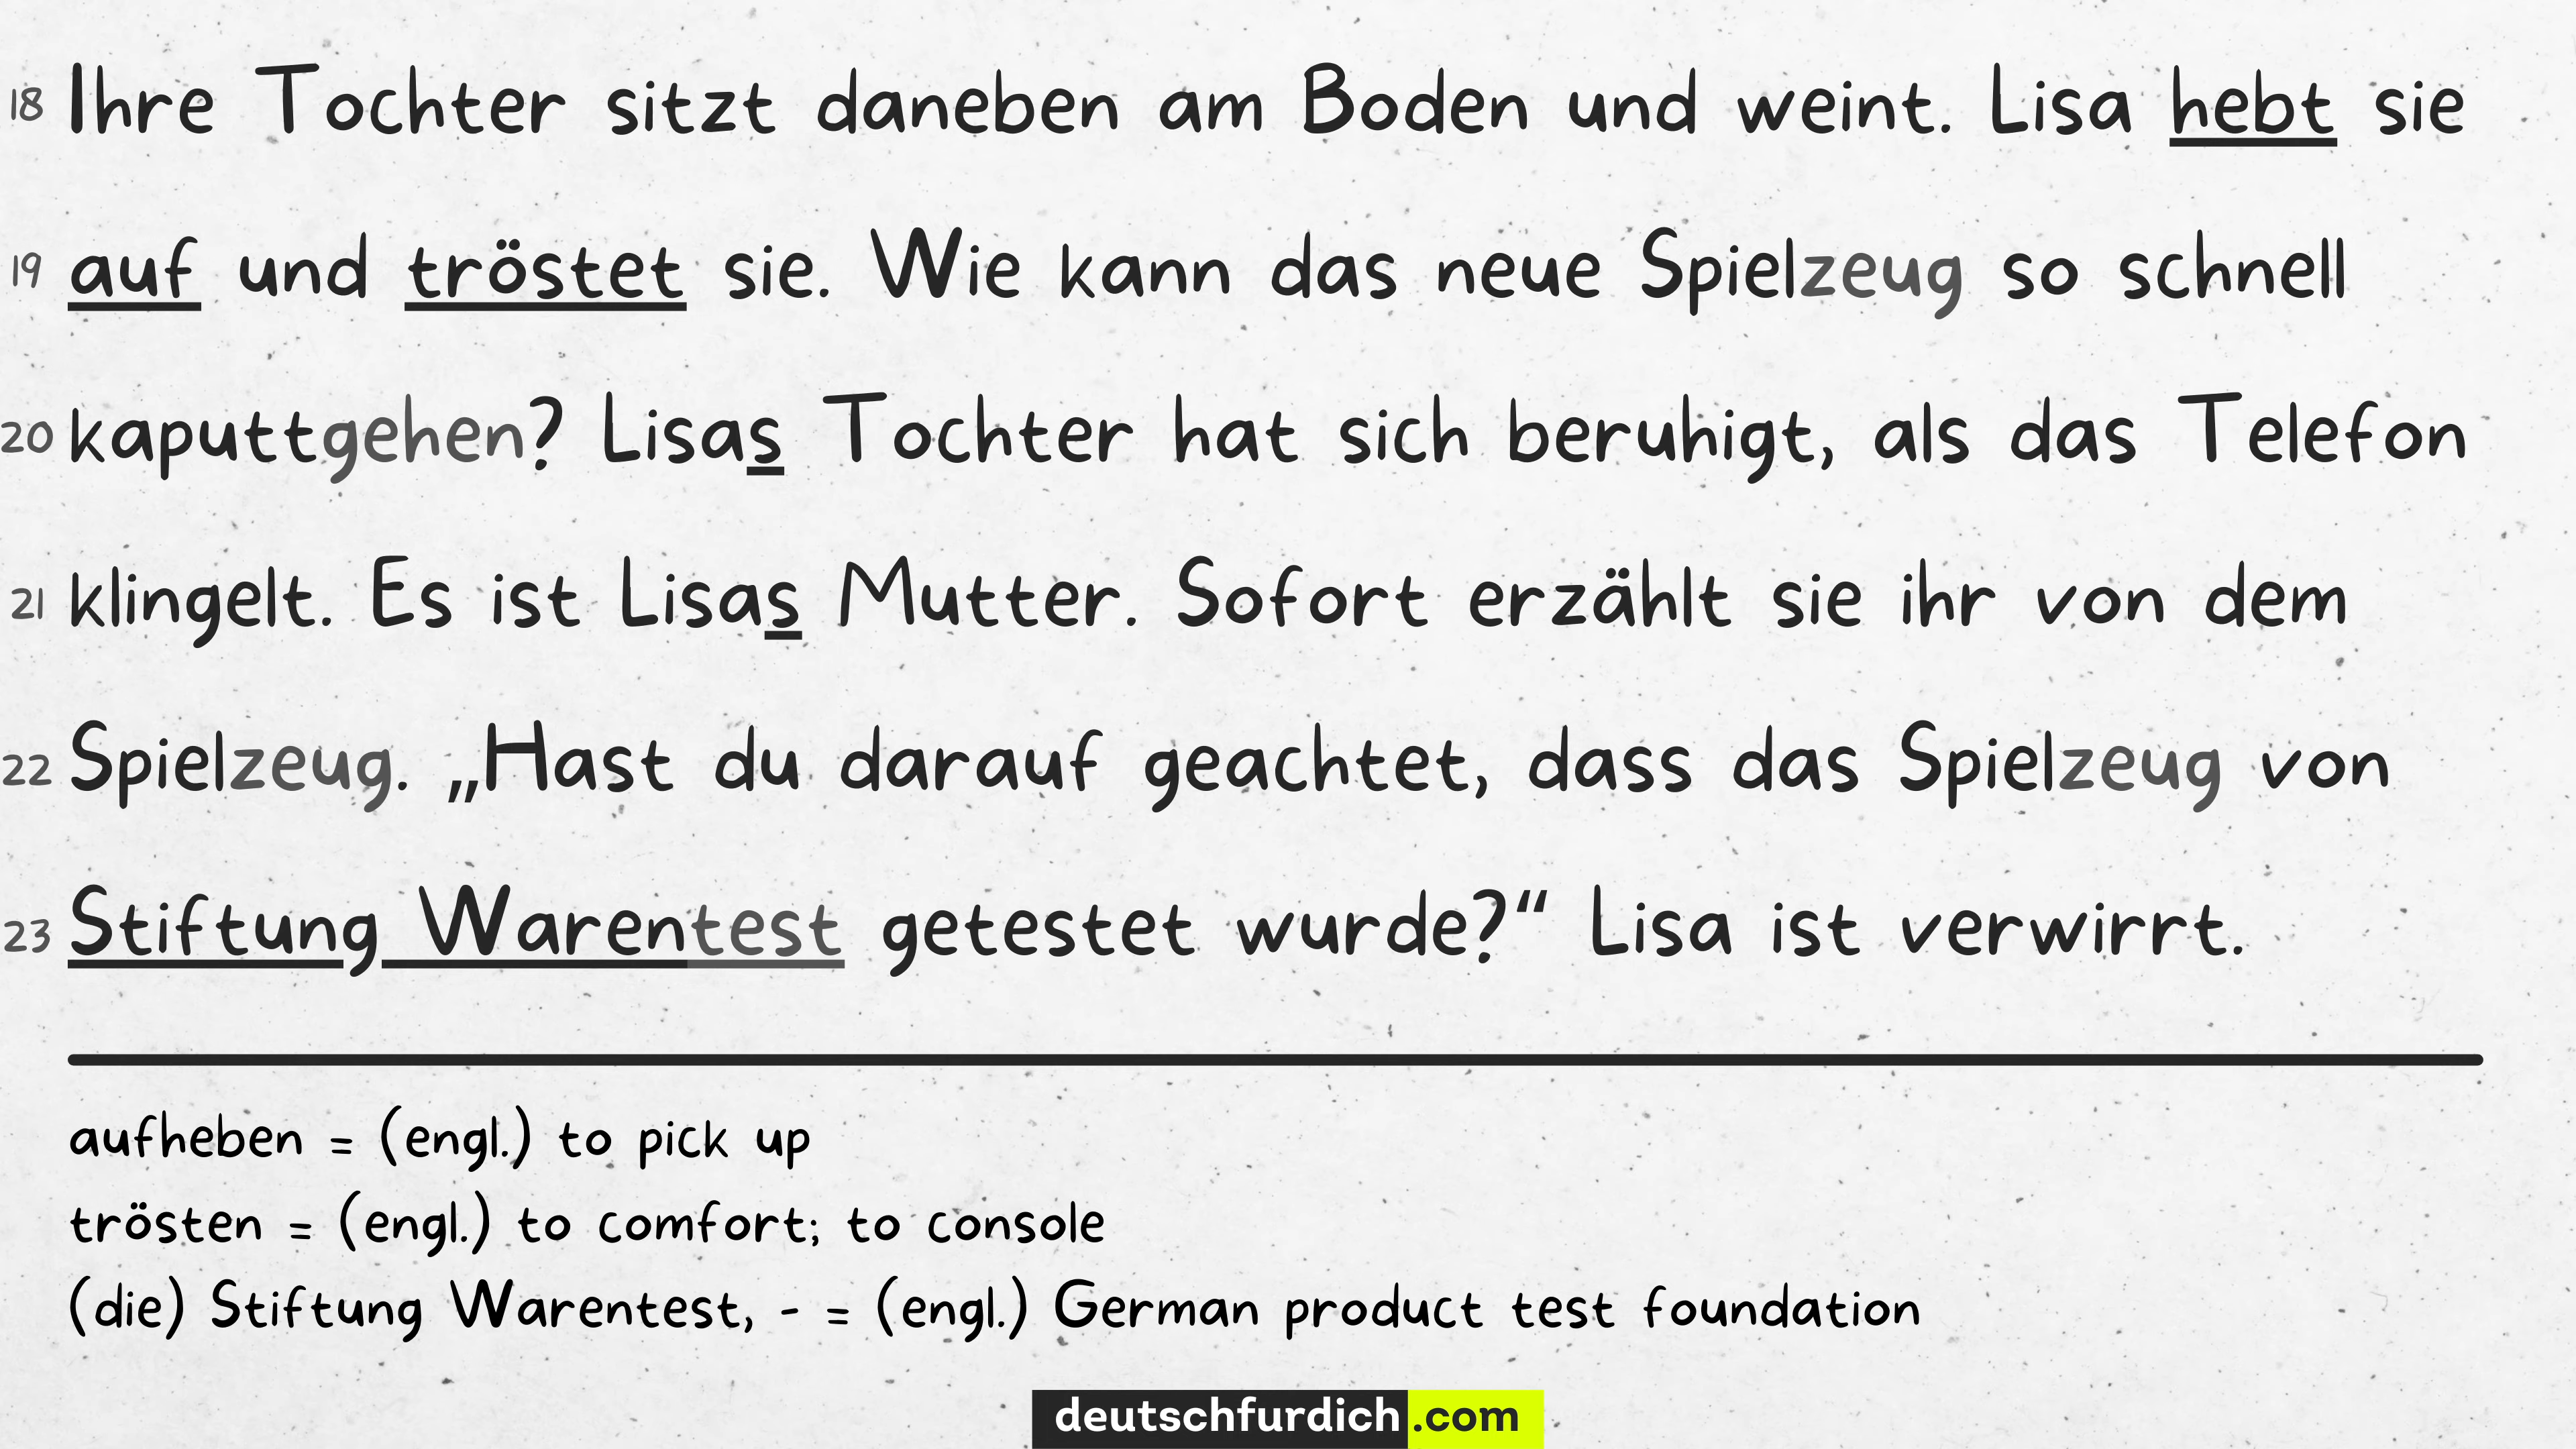 18 Ihre Tochter sitzt daneben am Boden und weint. Lisa hebt sie
19 auf und tröstet sie. Wie kann das neue Spielzeug so schnell
20 kaputtgehen? Lisas Tochter hat sich beruhigt, als das Telefon
21 klingelt. Es ist Lisas Mutter. Sofort erzählt sie ihr von dem
22 Spielzeug. „Hast du darauf geachtet, dass das Spielzeug von
23 Stiftung Warentest getestet wurde?“ Lisa ist verwirrt.
aufheben = (engl.) to pick up
trösten = (engl.) to comfort; to console
(die) Stiftung Warentest, - = (engl.) German product test foundation
deutschfurdich.com